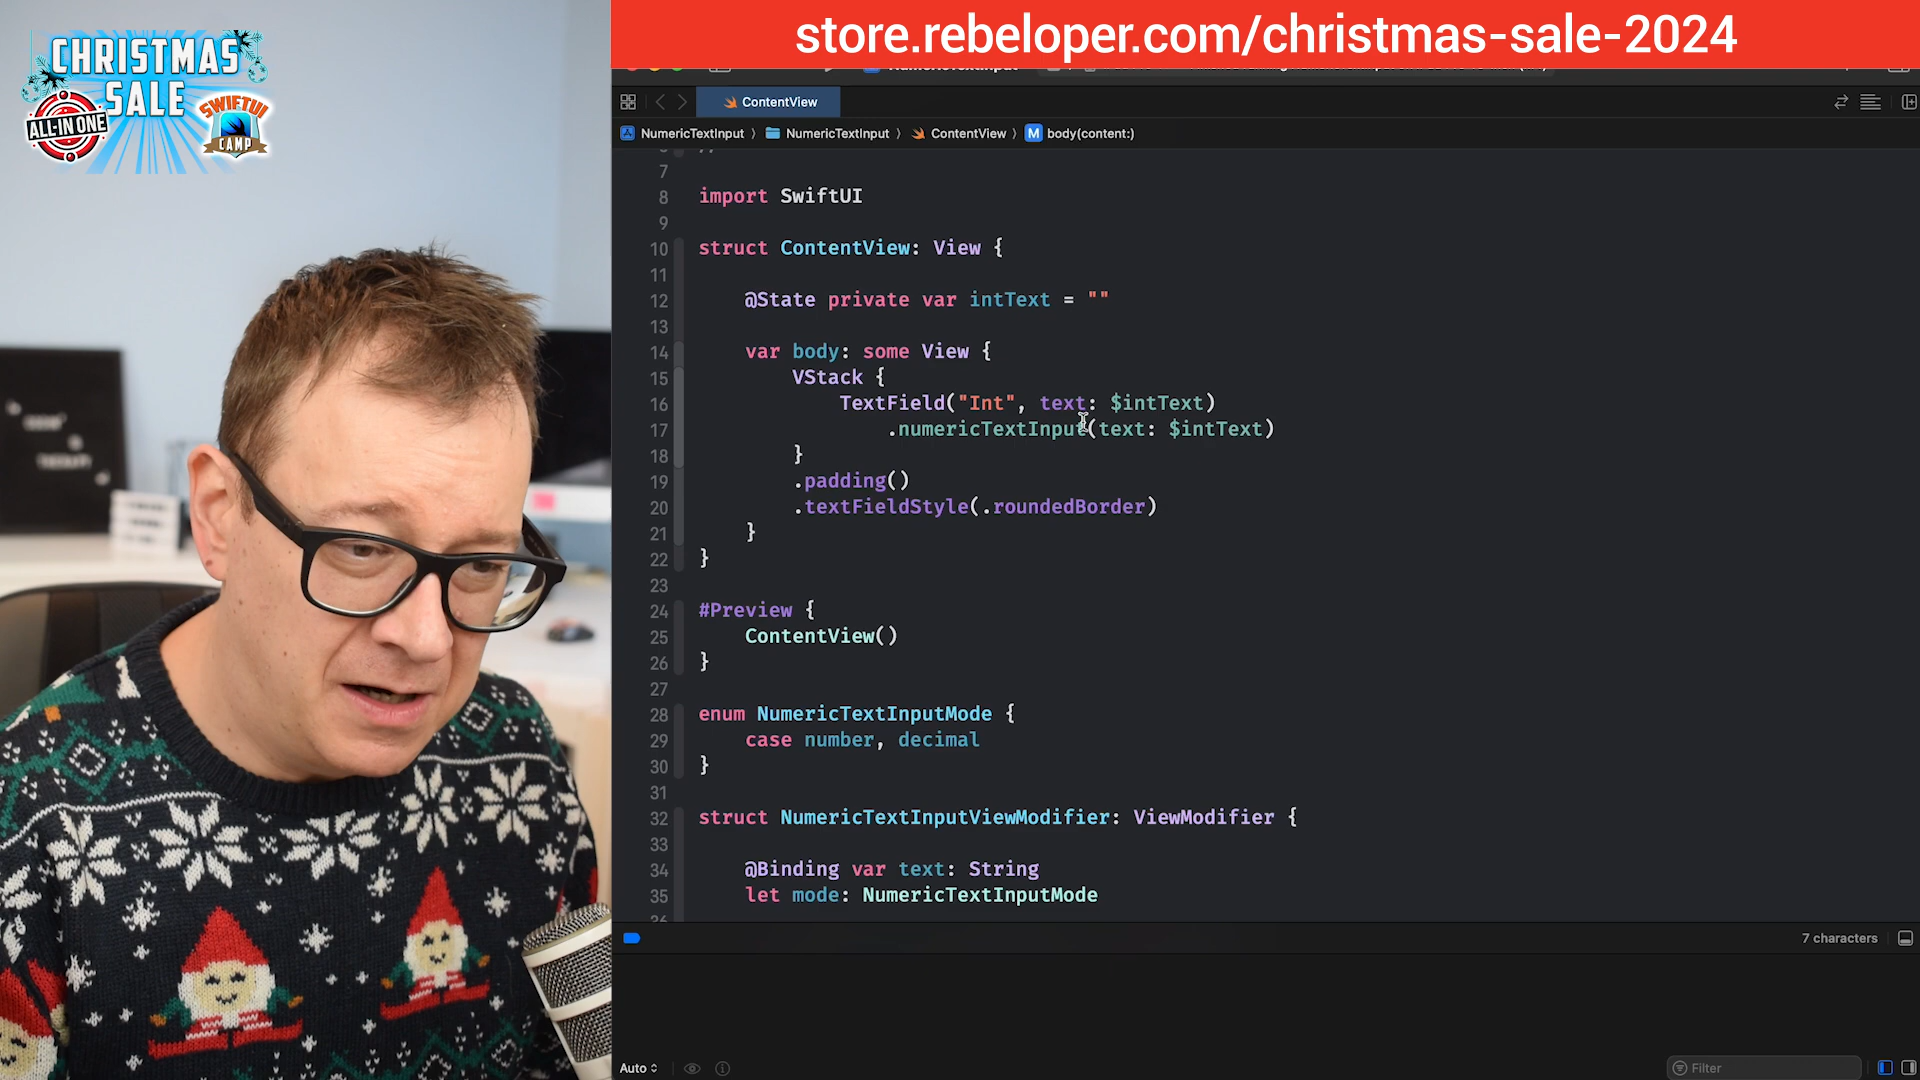 store.rebeloper.com/christmas-sale-2024
CHRISTMAS
SALE
ALL-IN ONE
SWIFTUI
CAMP
ContentView
NumericTextInput
NumericTextInput
ContentView
M body(content:)
7
8 import SwiftUI
9
10 struct ContentView: View {
11
12 @State private var intText = ""
13
14 var body: some View {
15 VStack {
16 TextField("Int", text: $intText)
17 .numericTextInput(text: $intText)
18 }
19 .padding()
20 .textFieldStyle(.roundedBorder)
21 }
22 }
23
24 #Preview {
25 ContentView()
26 }
27
28 enum NumericTextInputMode {
29 case number, decimal
30 }
31
32 struct NumericTextInputViewModifier: ViewModifier {
33
34 @Binding var text: String
35 let mode: NumericTextInputMode
7 characters
Auto
Filter